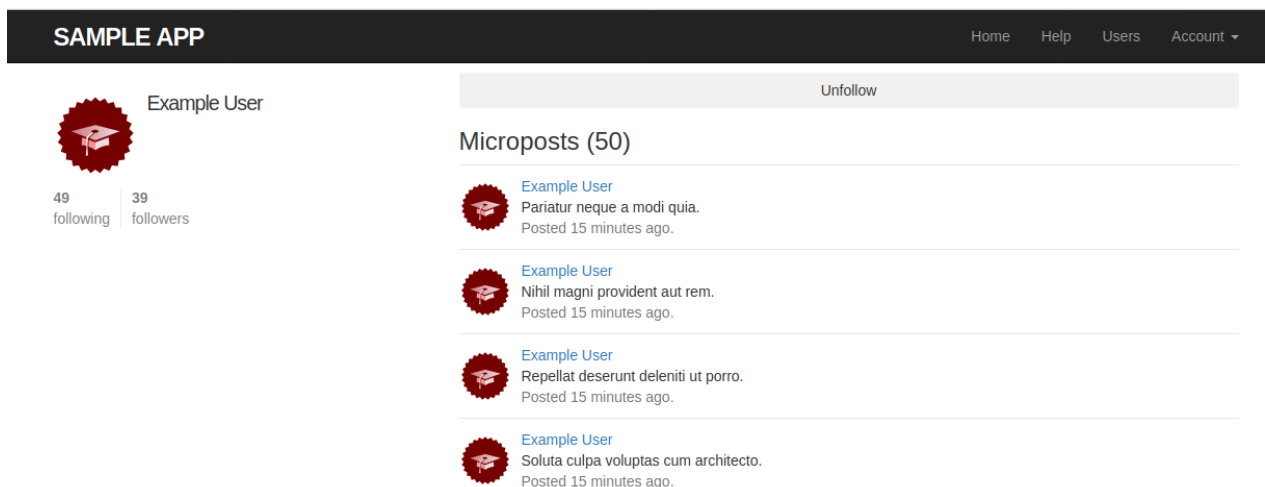 SAMPLE APP
Home Help Users Account
Example User
49 39
following followers
Unfollow
Microposts (50)
Example User
Pariatur neque a modi quia.
Posted 15 minutes ago.
Example User
Nihil magni provident aut rem.
Posted 15 minutes ago.
Example User
Repellat deserunt deleniti ut porro.
Posted 15 minutes ago.
Example User
Soluta culpa voluptas cum architecto.
Posted 15 minutes ago.